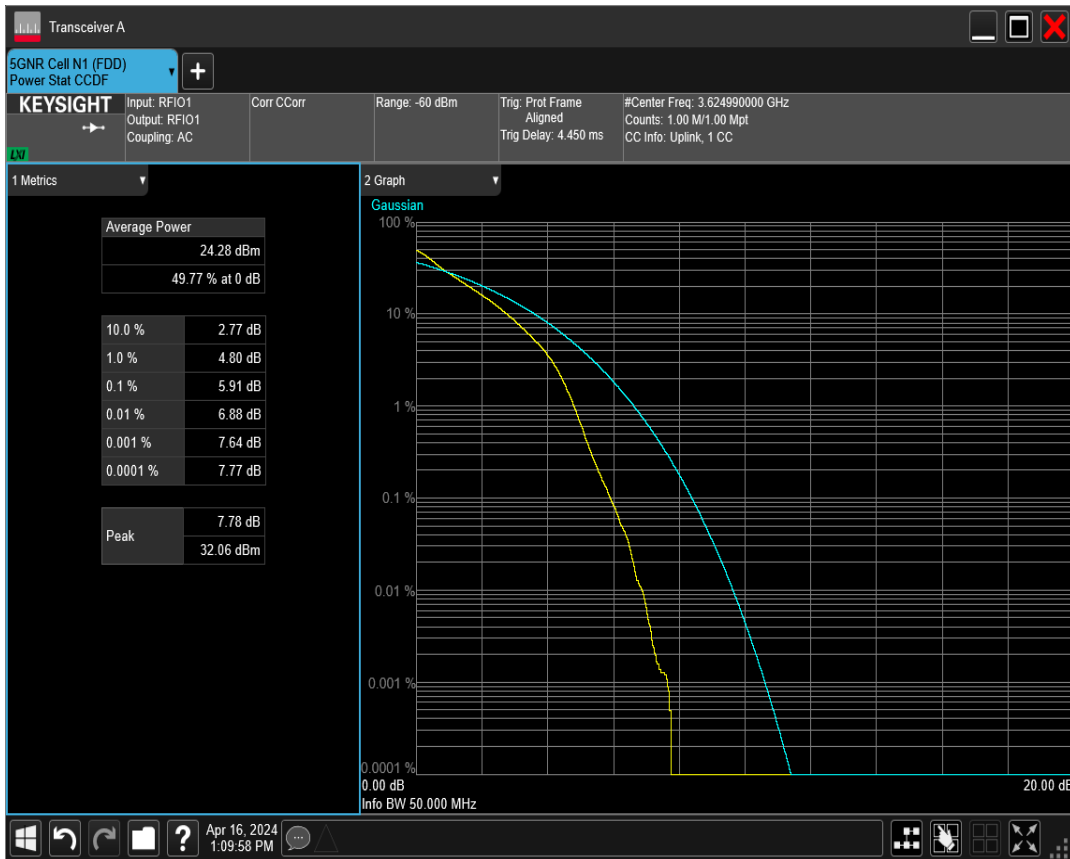 Transceiver A
5GNR Cell N1 (FDD)
Power Stat CCDF
KEYSIGHT
LXI
Input: RFIO1
Output: RFIO1
Coupling: AC
Corr CCorr
Range: -60 dBm
Trig: Prot Frame
Aligned
Trig Delay: 4.450 ms
#Center Freq: 3.624990000 GHz
Counts: 1.00 M/1.00 Mpt
CC Info: Uplink, 1 CC
1 Metrics
Average Power
24.28 dBm
49.77 % at 0 dB
10.0 % 2.77 dB
1.0 % 4.80 dB
0.1 % 5.91 dB
0.01 % 6.88 dB
0.001 % 7.64 dB
0.0001 % 7.77 dB
Peak
7.78 dB
32.06 dBm
2 Graph
Gaussian
100 %
10 %
1 %
0.1 %
0.01 %
0.001 %
0.0001 %
0.00 dB 20.00 dB
Info BW 50.000 MHz
?
Apr 16, 2024
1:09:58 PM